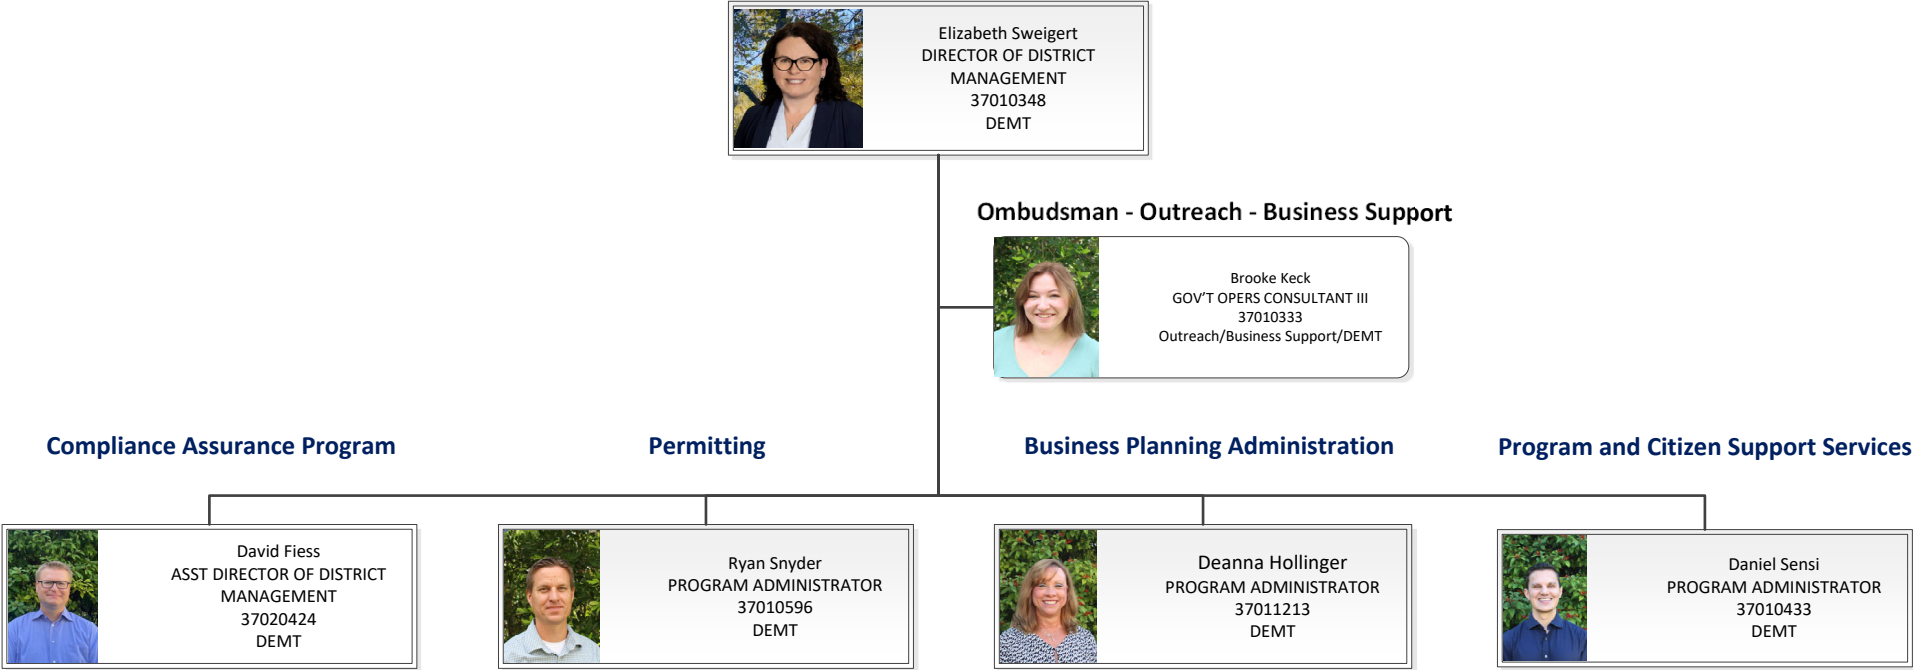 Elizabeth Sweigert
DIRECTOR OF DISTRICT
MANAGEMENT
37010348
DEMT
Ombudsman - Outreach - Business Support
Brooke Keck
GOV'T OPERS CONSULTANT III
37010333
Outreach/Business Support/DEMT
Compliance Assurance Program
Permitting
Business Planning Administration
Program and Citizen Support Services
David Fiess
ASST DIRECTOR OF DISTRICT
MANAGEMENT
37020424
DEMT
Ryan Snyder
PROGRAM ADMINISTRATOR
37010596
DEMT
Deanna Hollinger
PROGRAM ADMINISTRATOR
37011213
DEMT
Daniel Sensi
PROGRAM ADMINISTRATOR
37010433
DEMT